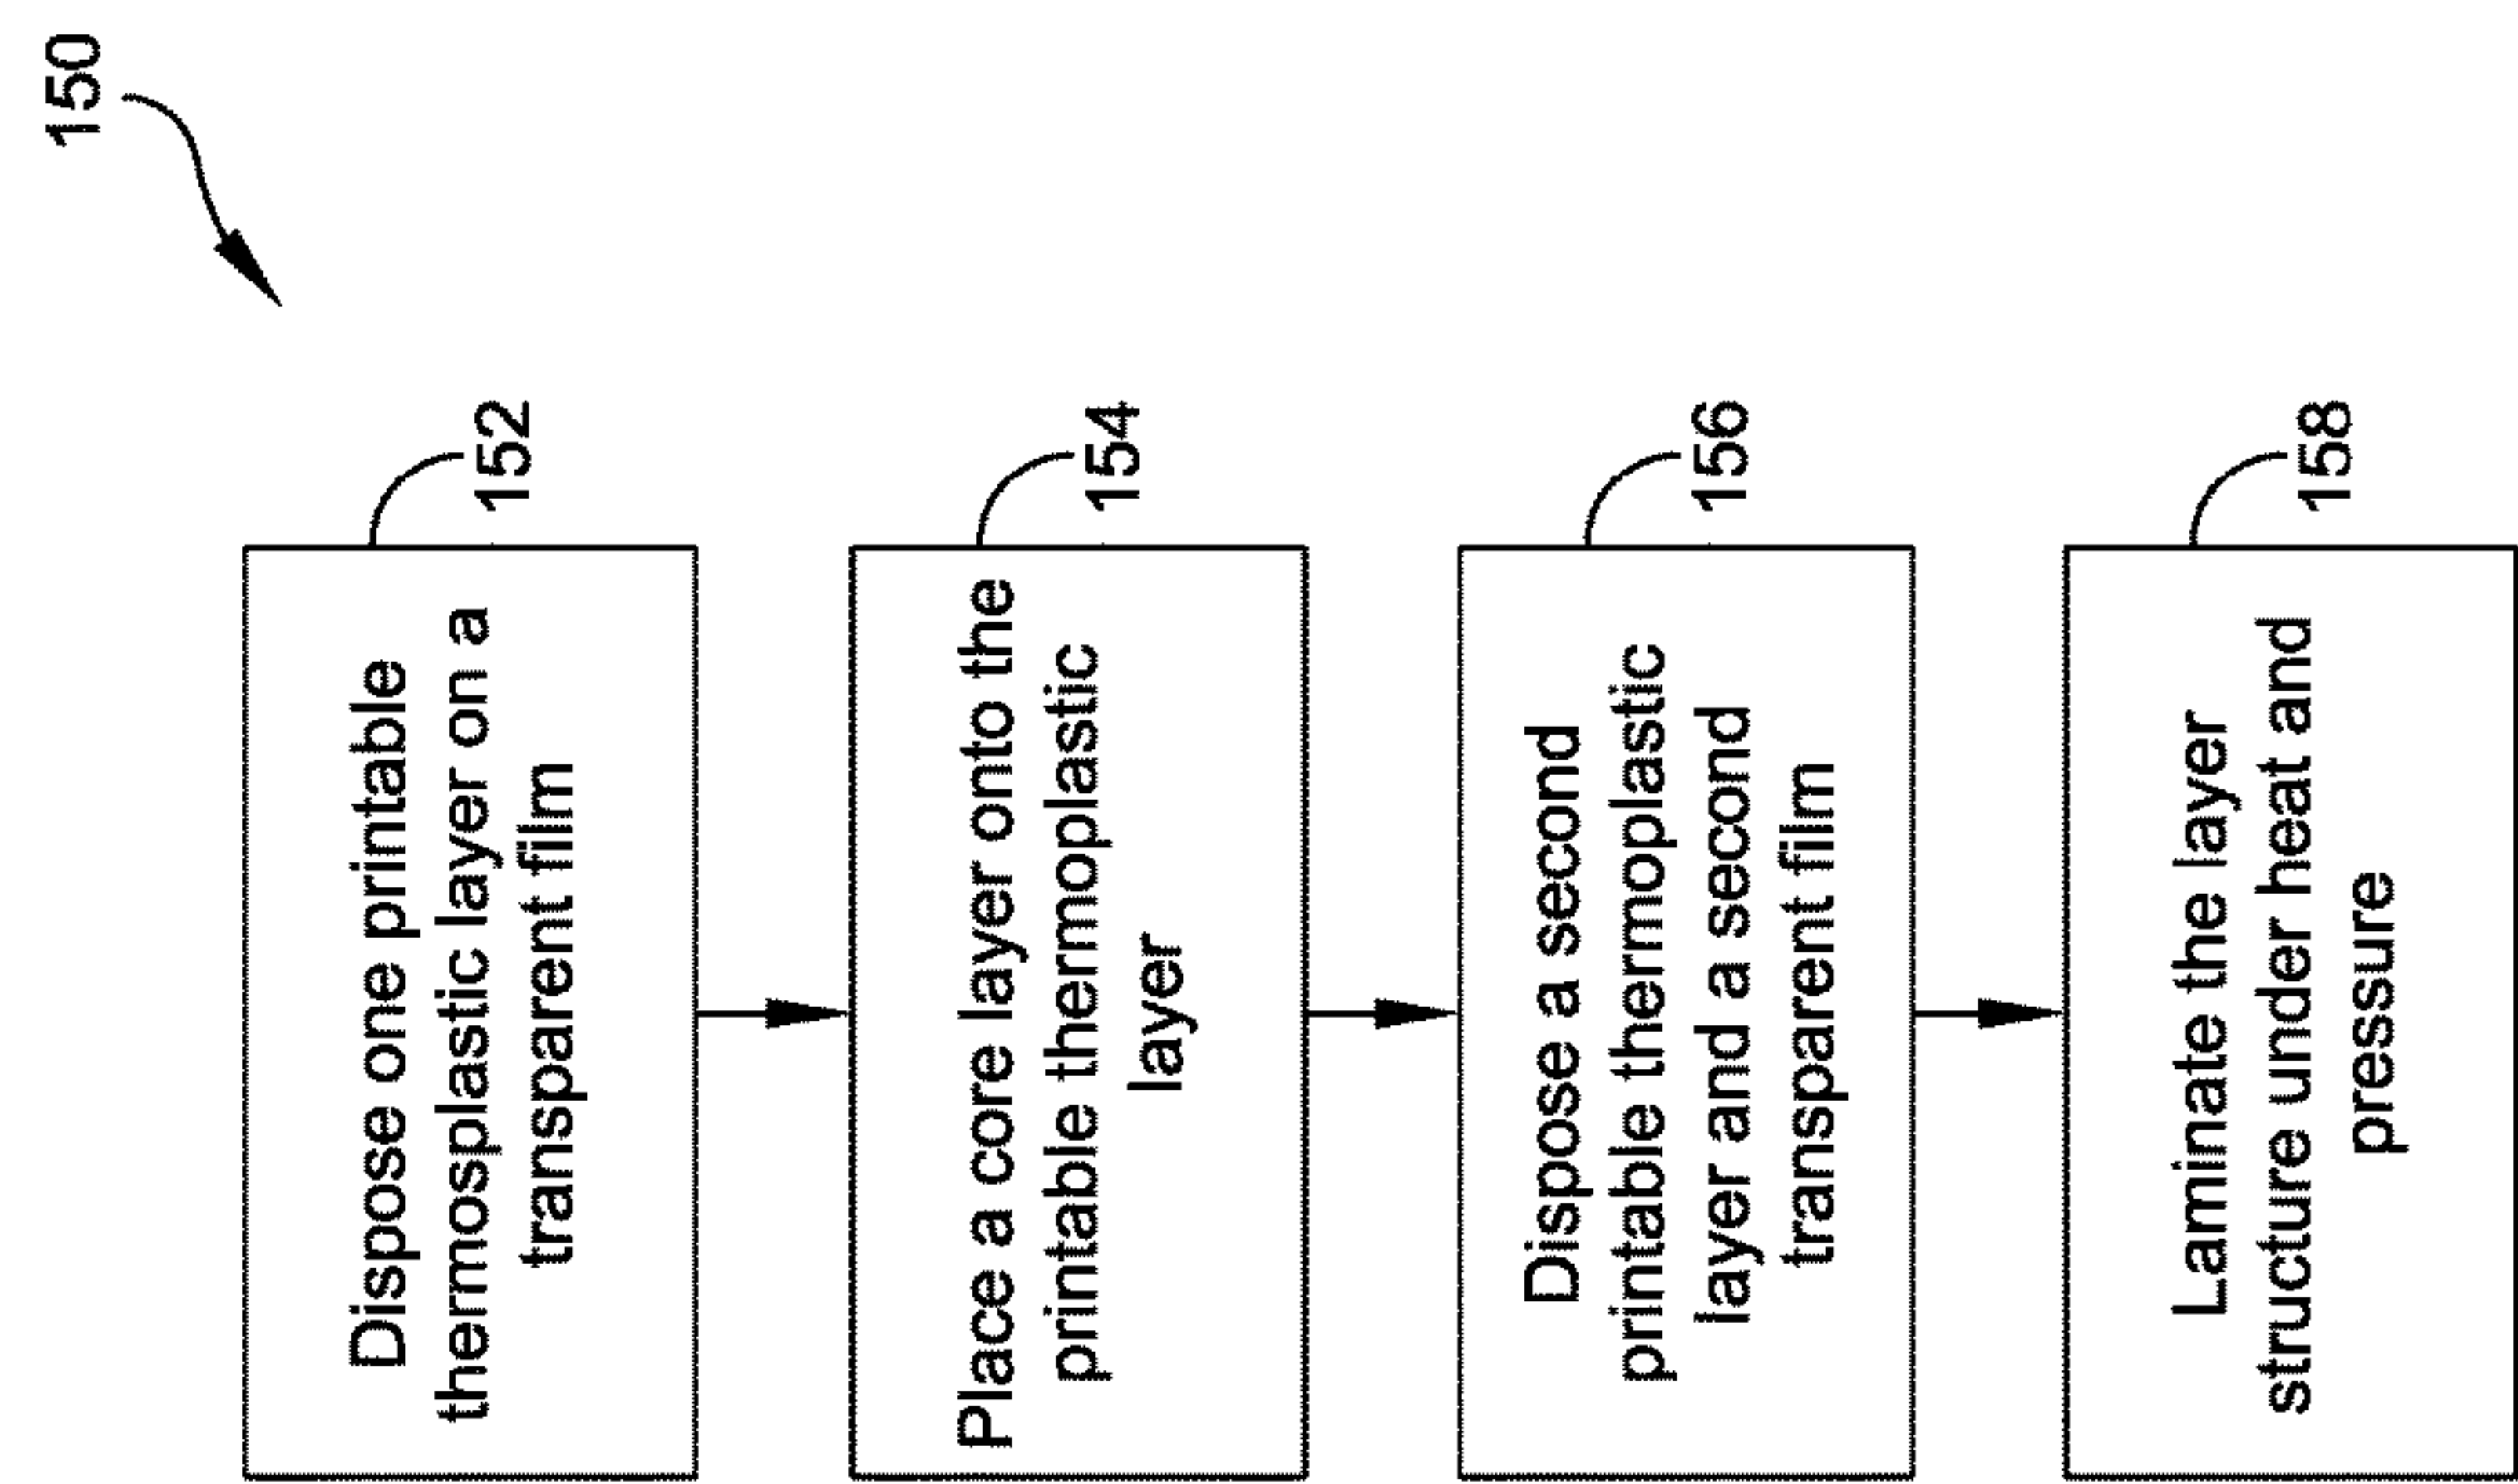 150
Dispose one printable
thermosplastic layer on a
transparent film
152
Place a core layer onto the
printable thermoplastic
layer
154
Dispose a second
printable thermoplastic
layer and a second
transparent film
156
Laminate the layer
structure under heat and
pressure
158